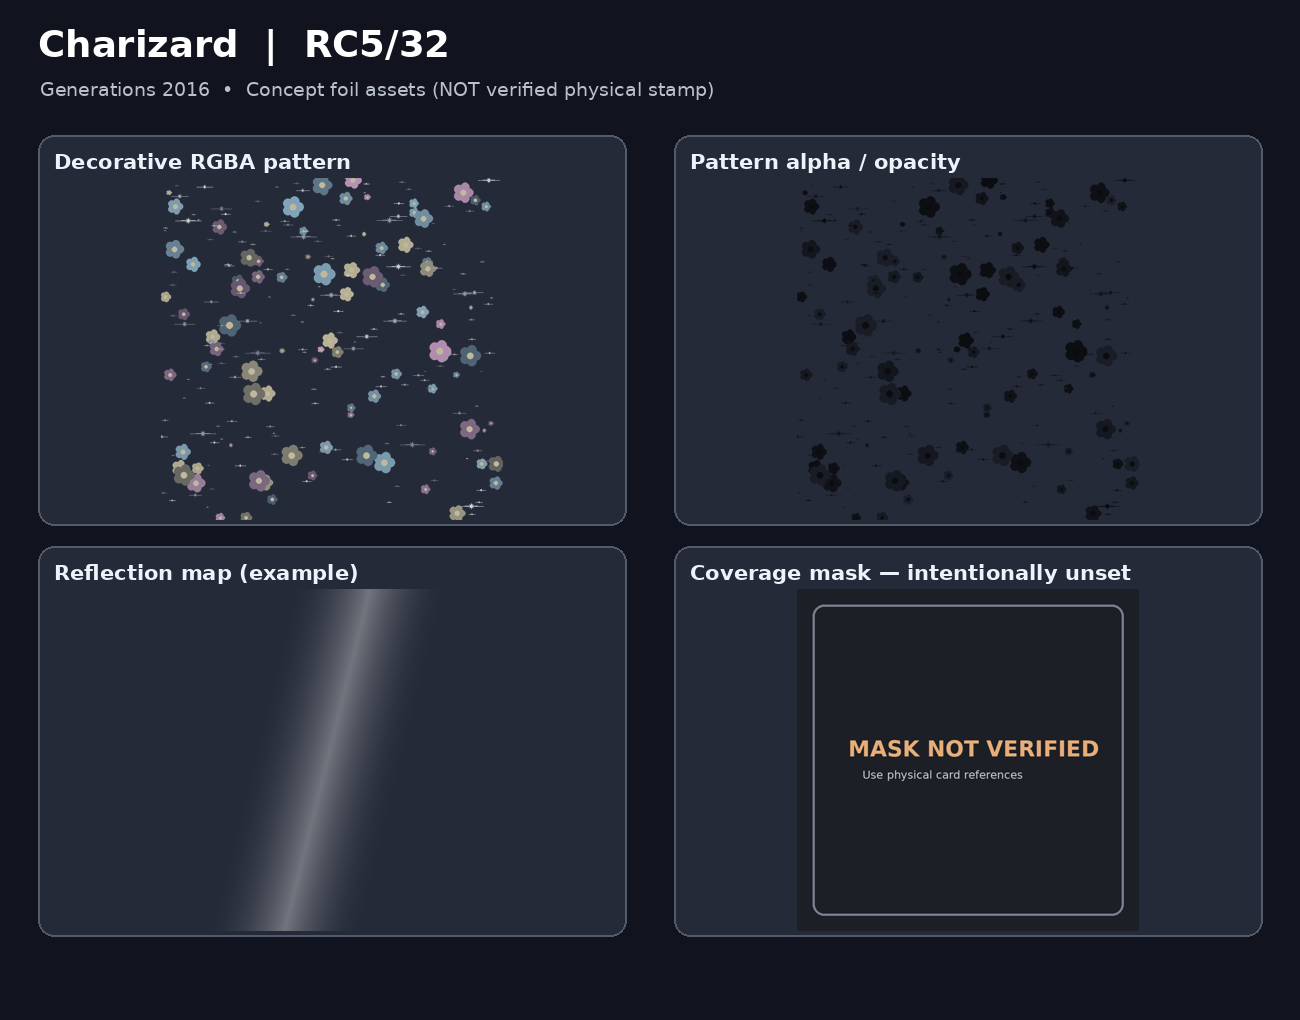 Charizard | RC5/32
Generations 2016 • Concept foil assets (NOT verified physical stamp)
Decorative RGBA pattern
Pattern alpha / opacity
Reflection map (example)
Coverage mask — intentionally unset
MASK NOT VERIFIED
Use physical card references